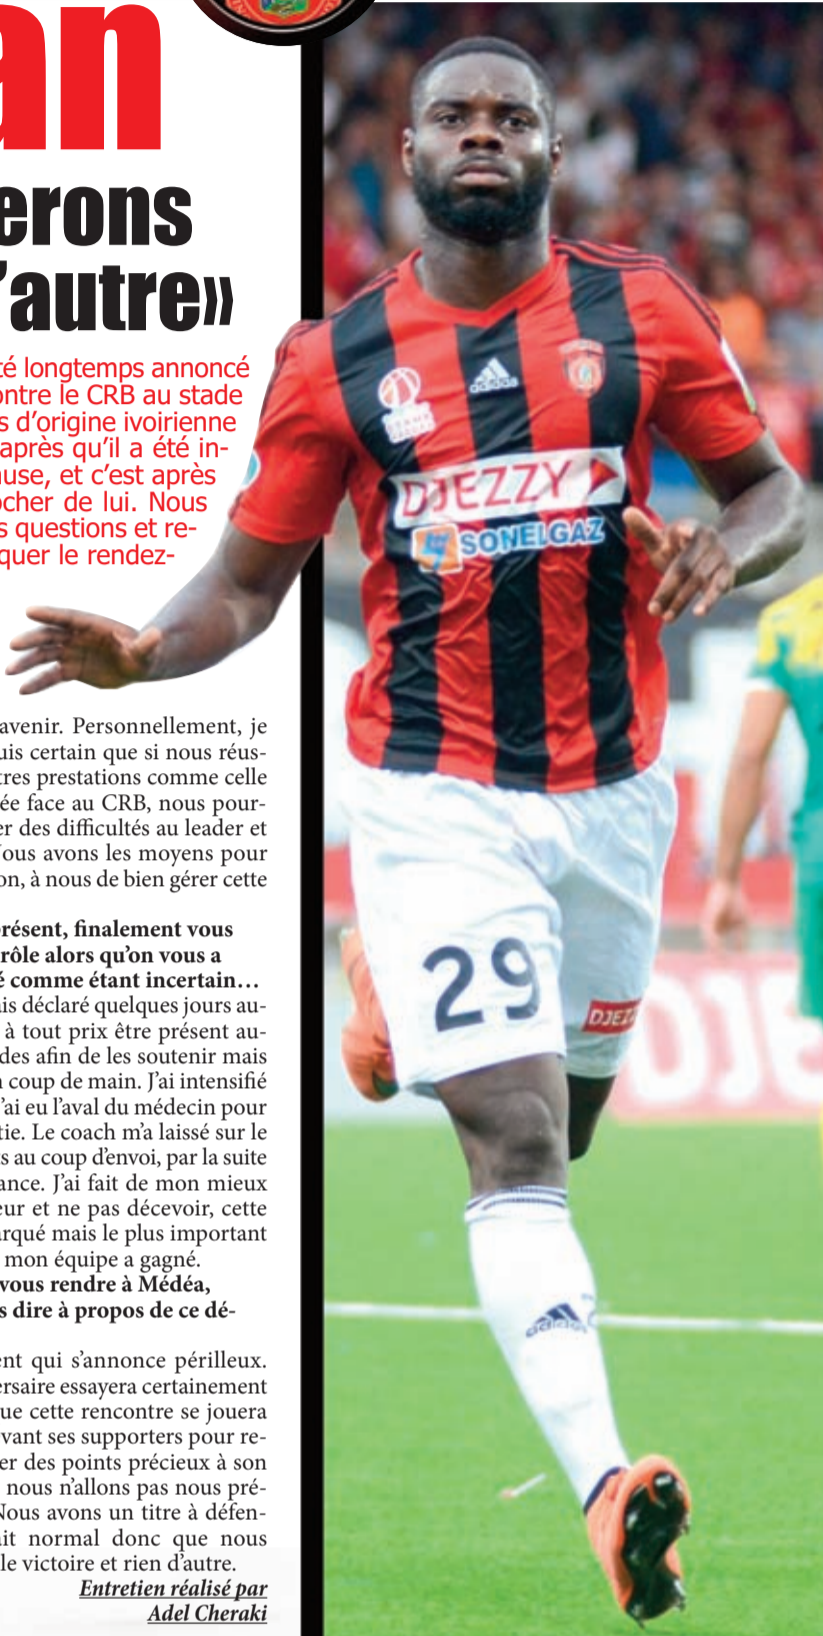 an
erons
'autre»
té longtemps annoncé
ontre le CRB au stade
s d'origine ivoirienne
après qu'il a été in-
ause, et c'est après
ocher de lui. Nous
s questions et re-
quer le rendez-
avenir. Personnellement, je
uis certain que si nous réus-
tres prestations comme celle
ée face au CRB, nous pour-
er des difficultés au leader et
Nous avons les moyens pour
on, à nous de bien gérer cette
présent, finalement vous
rôle alors qu'on vous a
é comme étant incertain…
is déclaré quelques jours au-
à tout prix être présent au-
des afin de les soutenir mais
n coup de main. J'ai intensifié
'ai eu l'aval du médecin pour
tie. Le coach m'a laissé sur le
s au coup d'envoi, par la suite
ance. J'ai fait de mon mieux
eur et ne pas décevoir, cette
arqué mais le plus important
mon équipe a gagné.
vous rendre à Médéa,
s dire à propos de ce dé-
ent qui s'annonce périlleux.
ersaire essayera certainement
ue cette rencontre se jouera
vant ses supporters pour re-
er des points précieux à son
nous n'allons pas nous pré-
Nous avons un titre à défen-
ait normal donc que nous
le victoire et rien d'autre.
Entretien réalisé par
Adel Cheraki
adidas
DJEZZY
SONELGAZ
29
DJEZZ
DJE
adidas